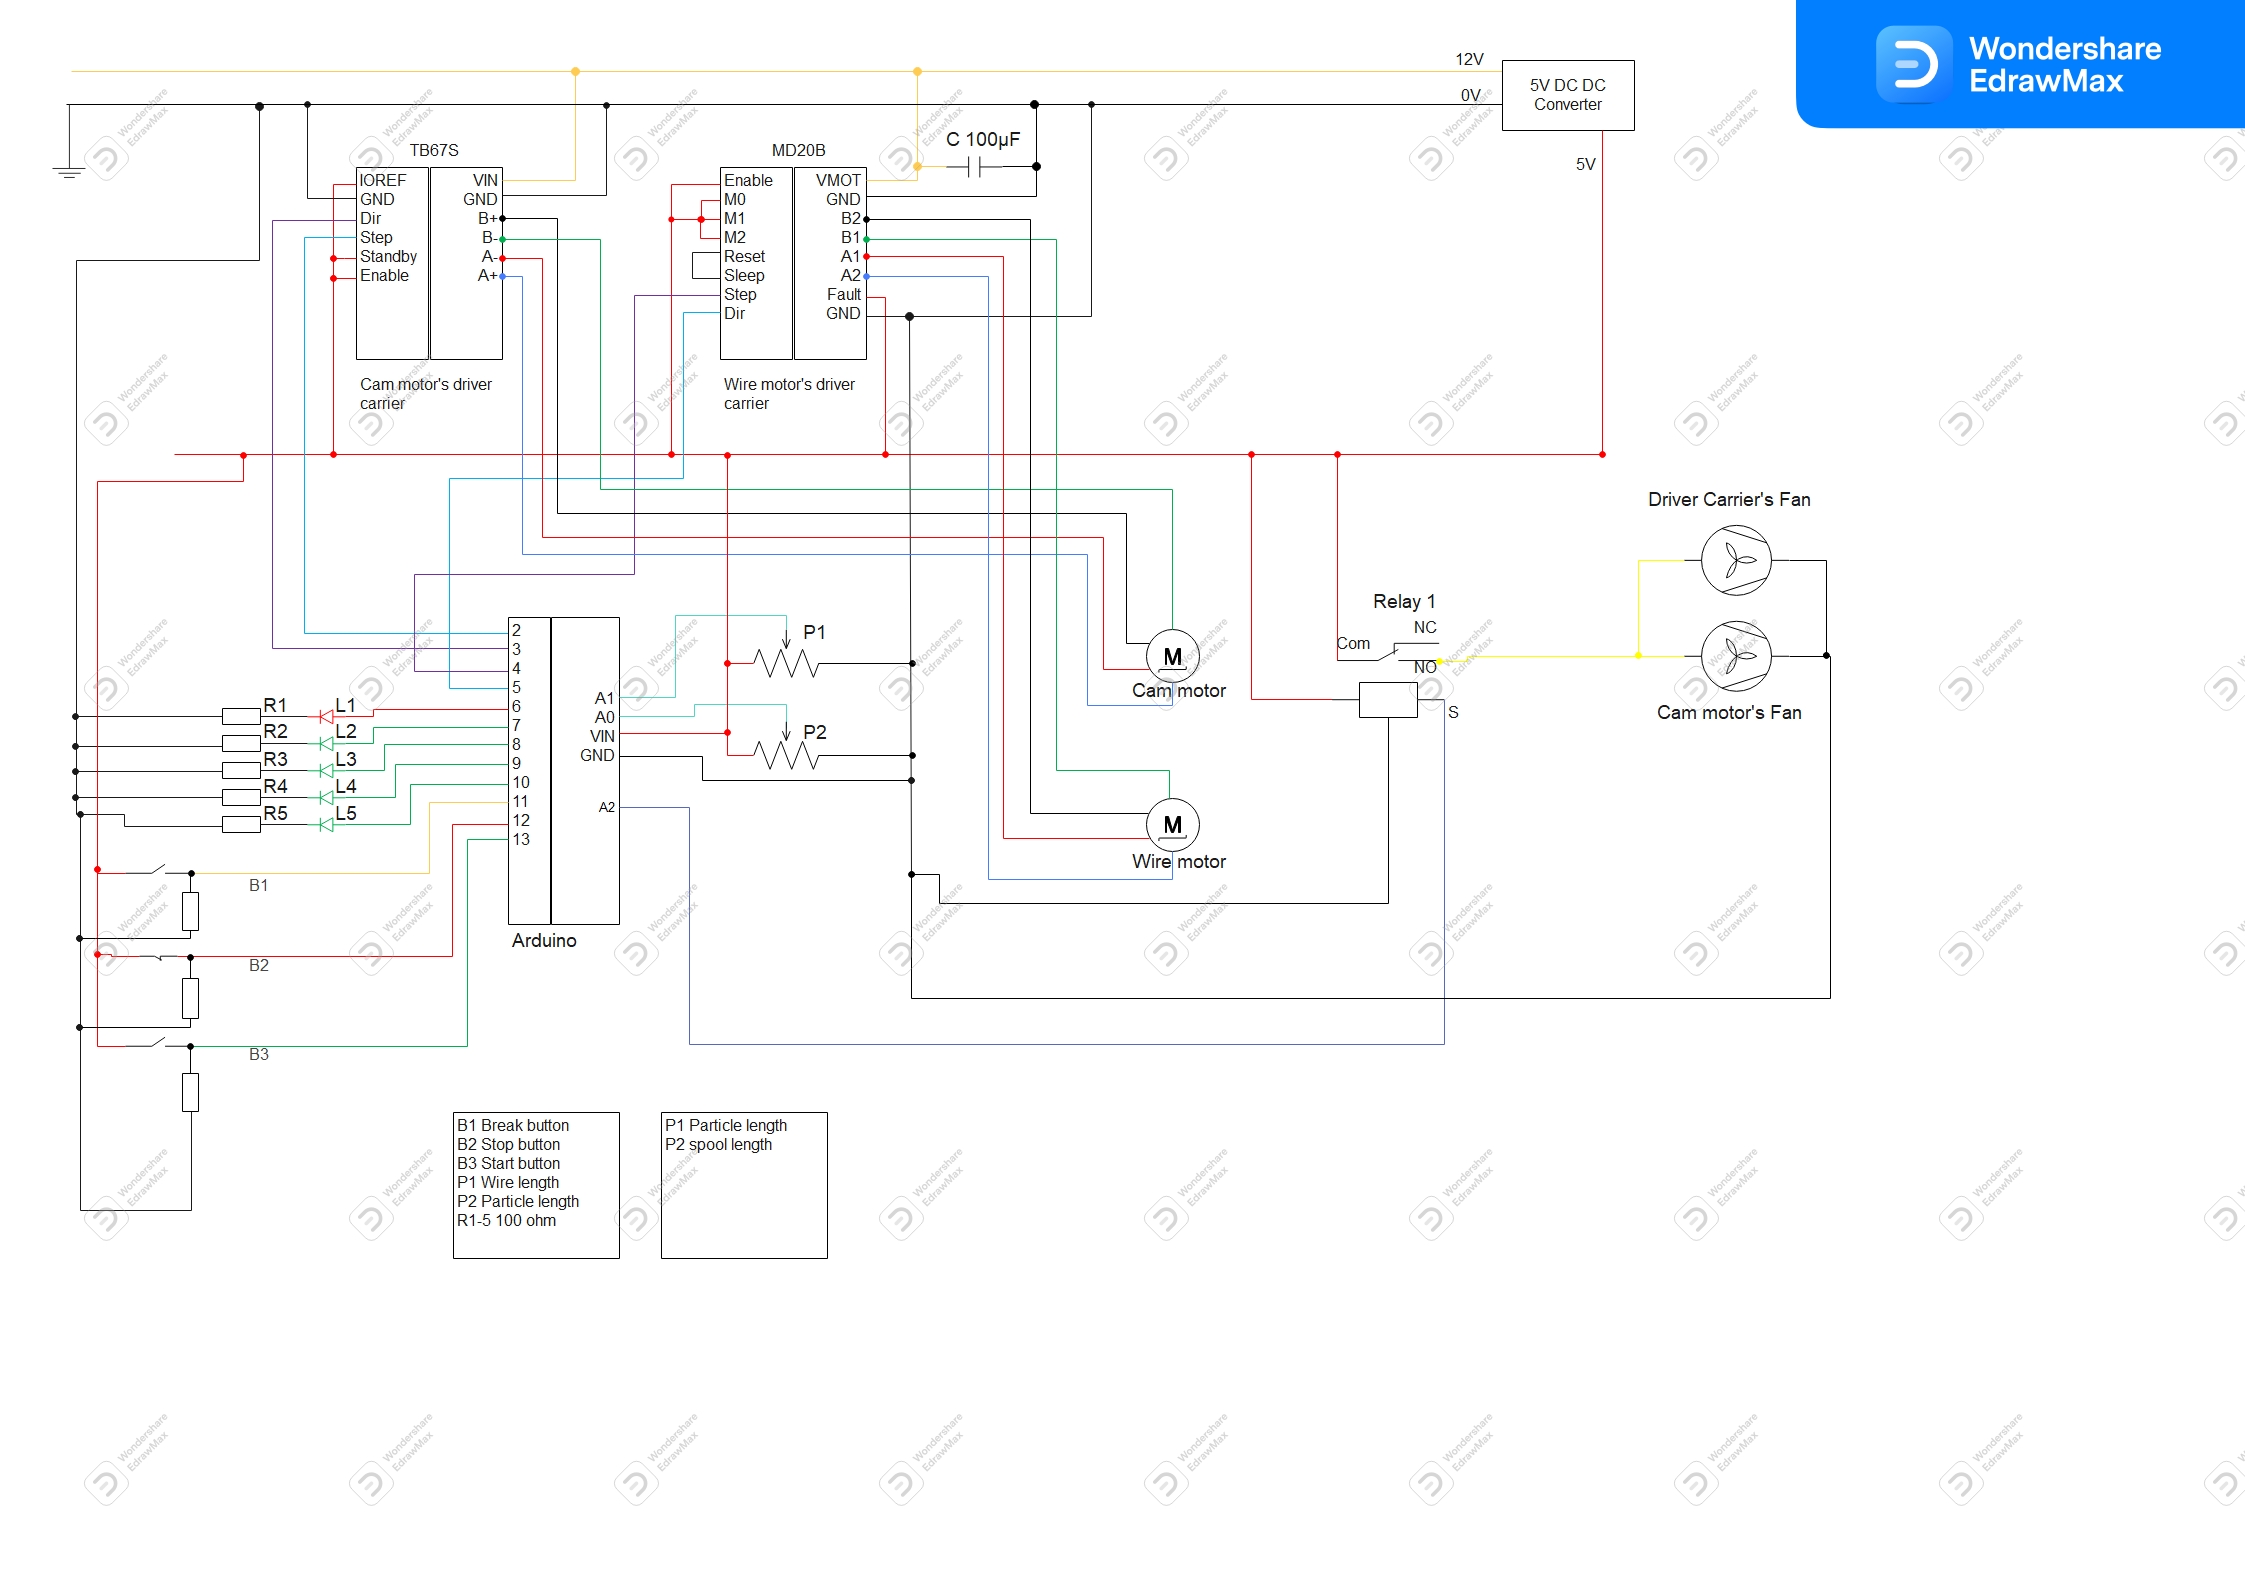 Wondershare
EdrawMax
12V
0V
5V DC DC
Converter
5V
C 100µF
TB67S
IOREF
GND
Dir
Step
Standby
Enable
VIN
GND
B+
B-
A-
A+
Cam motor's driver
carrier
MD20B
Enable
M0
M1
M2
Reset
Sleep
Step
Dir
VMOT
GND
B2
B1
A1
A2
Fault
GND
Wire motor's driver
carrier
Driver Carrier's Fan
Cam motor's Fan
Relay 1
NC
Com
NO
S
M
Cam motor
M
Wire motor
P1
P2
2
3
4
5
6
7
8
9
10
11
12
13
A1
A0
VIN
GND
A2
Arduino
R1
L1
R2
L2
R3
L3
R4
L4
R5
L5
B1
B2
B3
B1 Break button
B2 Stop button
B3 Start button
P1 Wire length
P2 Particle length
R1-5 100 ohm
P1 Particle length
P2 spool length